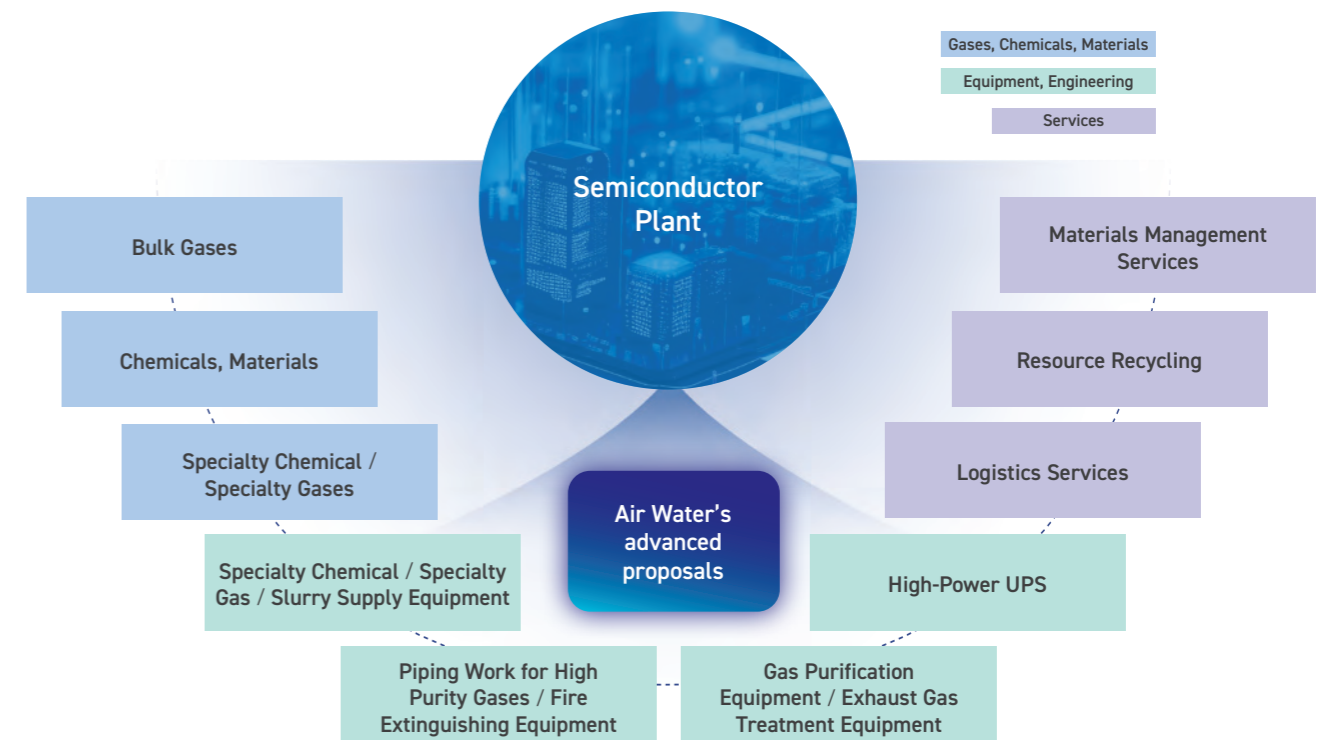 Gases, Chemicals, Materials
Equipment, Engineering
Services
Semiconductor
Plant
Bulk Gases
Chemicals, Materials
Specialty Chemical /
Specialty Gases
Specialty Chemical / Specialty
Gas / Slurry Supply Equipment
Piping Work for High
Purity Gases / Fire
Extinguishing Equipment
Gas Purification
Equipment / Exhaust Gas
Treatment Equipment
High-Power UPS
Logistics Services
Resource Recycling
Materials Management
Services
Air Water’s
advanced
proposals